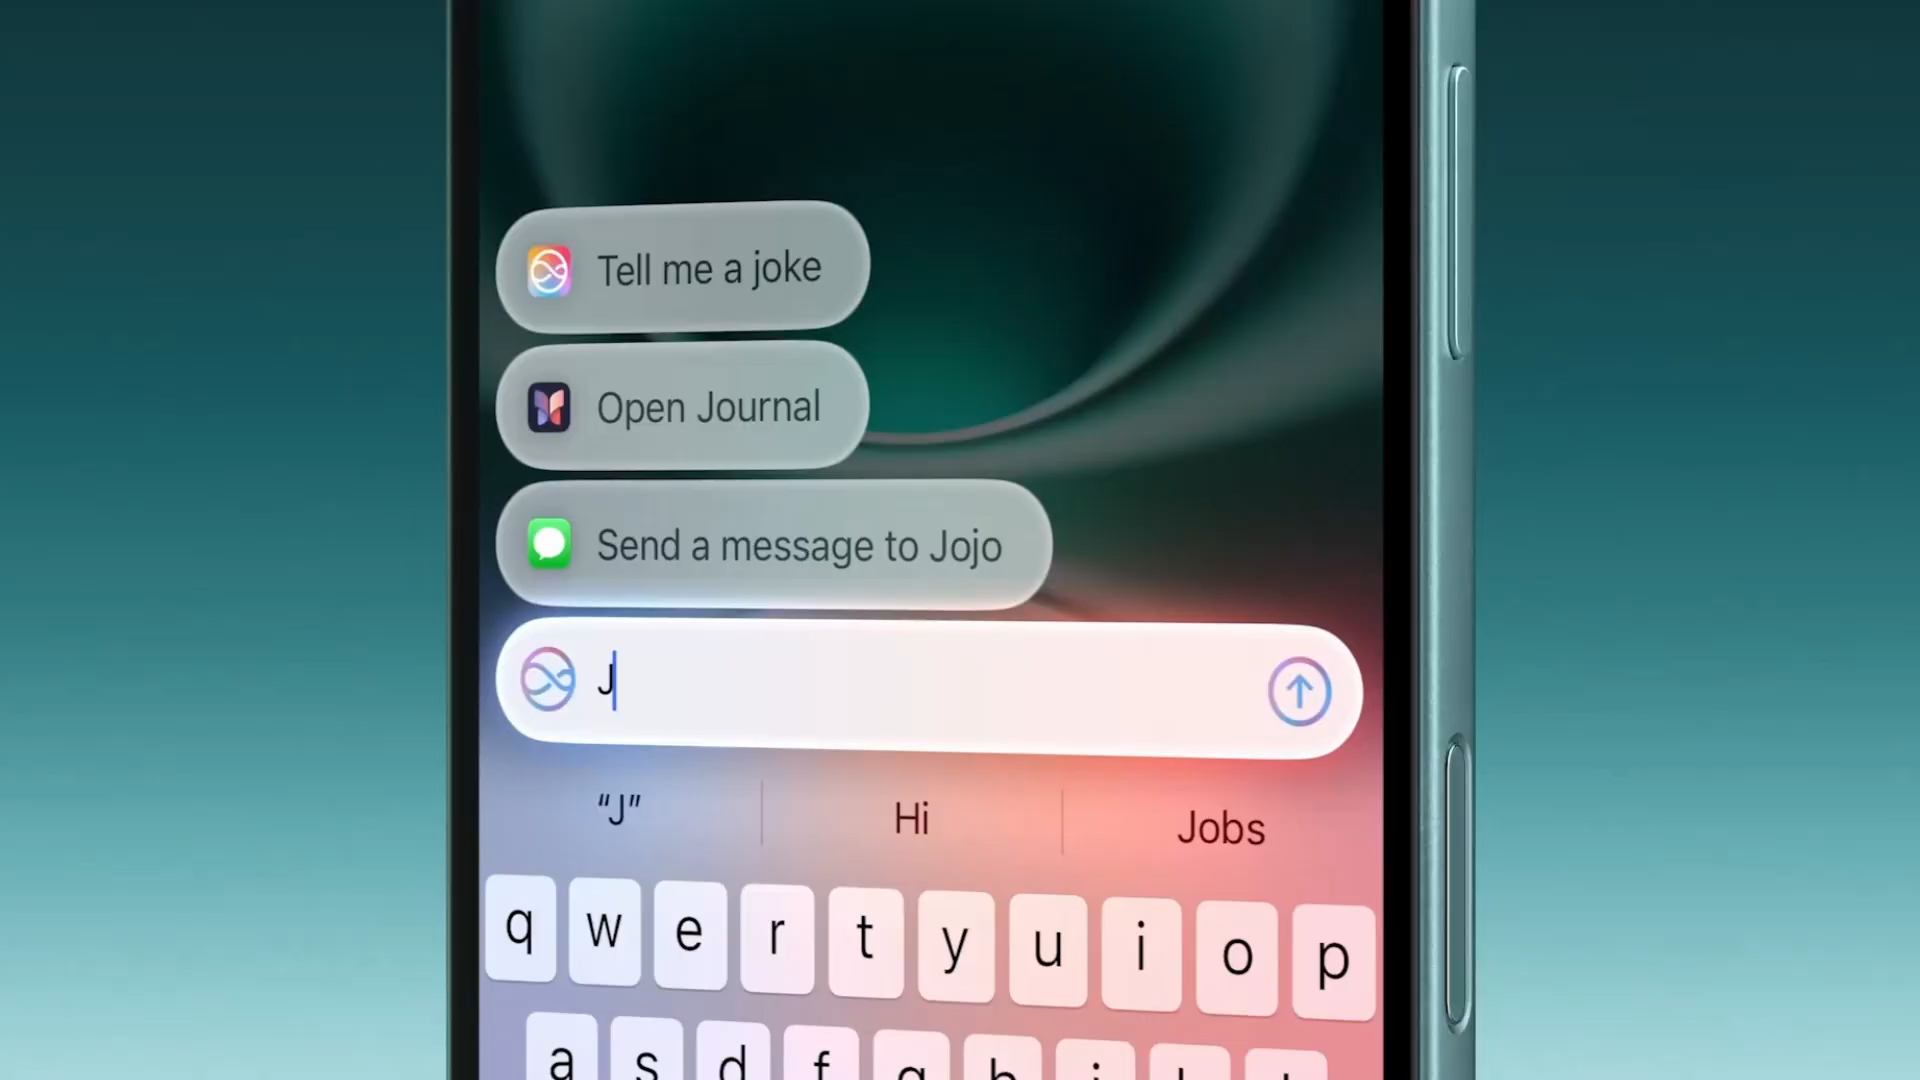 Tell me a joke
Open Journal
Send a message to Jojo
J
“J” Hi Jobs
q w e r t y u i o p
a s d f g h j